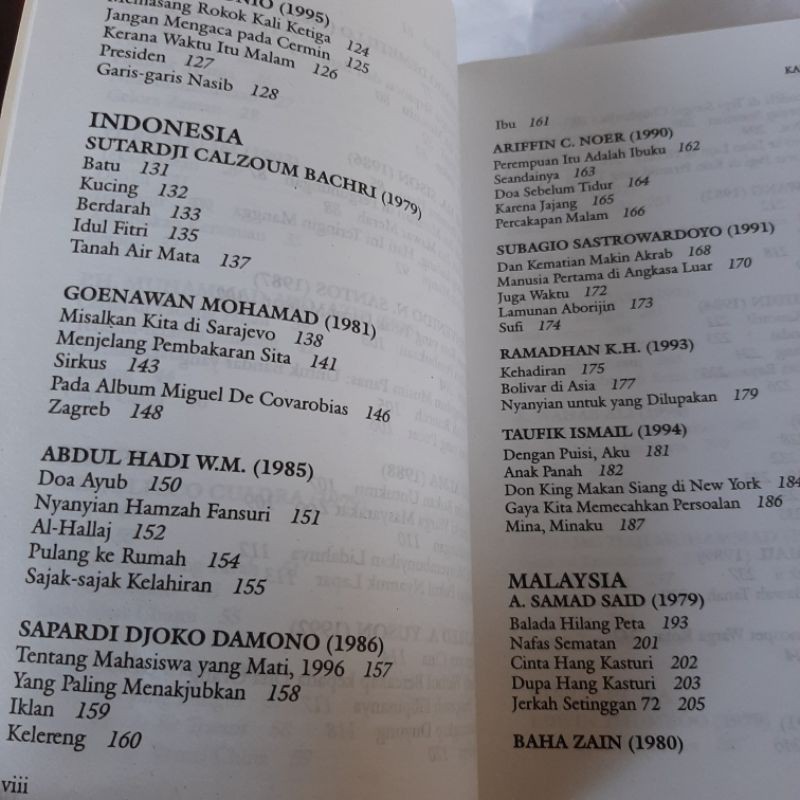 NIO (1995)
Memasang Rokok Kali Ketiga 124
Jangan Mengaca pada Cermin 125
Kerana Waktu Itu Malam 126
Presiden 127
Garis-garis Nasib 128
INDONESIA
SUTARDJI CALZOUM BACHRI (1979)
Batu 131
Kucing 132
Berdarah 133
Idul Fitri 135
Tanah Air Mata 137
GOENAWAN MOHAMAD (1981)
Misalkan Kita di Sarajevo 138
Menjelang Pembakaran Sita 141
Sirkus 143
Pada Album Miguel De Covarobias 146
Zagreb 148
ABDUL HADI W.M. (1985)
Doa Ayub 150
Nyanyian Hamzah Fansuri 151
Al-Hallaj 152
Pulang ke Rumah 154
Sajak-sajak Kelahiran 155
SAPARDI DJOKO DAMONO (1986)
Tentang Mahasiswa yang Mati, 1996 157
Yang Paling Menakjubkan 158
Iklan 159
Kelereng 160
viii
KA
Ibu 161
ARIFFIN C. NOER (1990)
Perempuan Itu Adalah Ibuku 162
Seandainya 163
Doa Sebelum Tidur 164
Karena Jajang 165
Percakapan Malam 166
SUBAGIO SASTROWARDOYO (1991)
Dan Kematian Makin Akrab 168
Manusia Pertama di Angkasa Luar 170
Juga Waktu 172
Lamunan Aborijin 173
Sufi 174
RAMADHAN K.H. (1993)
Kehadiran 175
Bolivar di Asia 177
Nyanyian untuk yang Dilupakan 179
TAUFIK ISMAIL (1994)
Dengan Puisi, Aku 181
Anak Panah 182
Don King Makan Siang di New York 184
Gaya Kita Memecahkan Persoalan 186
Mina, Minaku 187
MALAYSIA
A. SAMAD SAID (1979)
Balada Hilang Peta 193
Nafas Sematan 201
Cinta Hang Kasturi 202
Dupa Hang Kasturi 203
Jerkah Setinggan 72 205
BAHA ZAIN (1980)